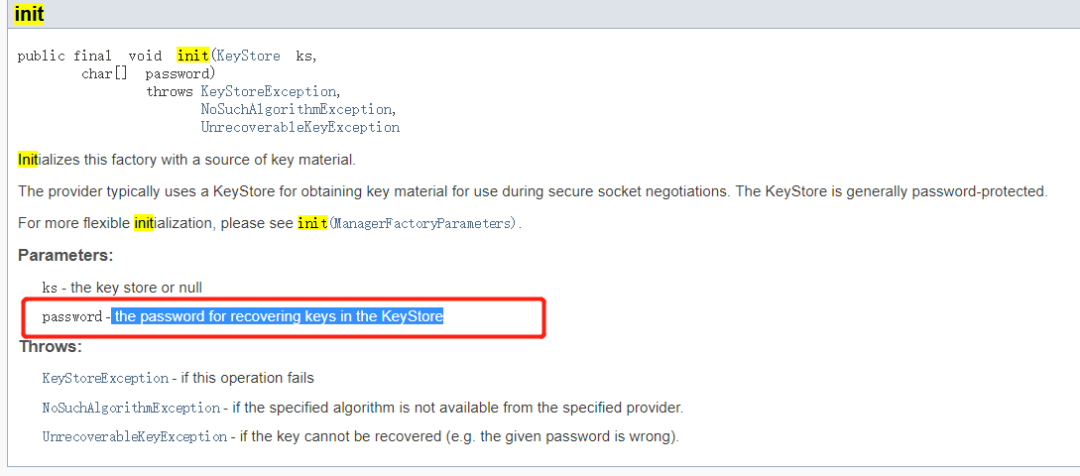 init
public final void init(KeyStore ks,
char[] password)
throws KeyStoreException,
NoSuchAlgorithmException,
UnrecoverableKeyException
Initializes this factory with a source of key material.
The provider typically uses a KeyStore for obtaining key material for use during secure socket negotiations. The KeyStore is generally password-protected.
For more flexible initialization, please see init(ManagerFactoryParameters).
Parameters:
ks - the key store or null
password - the password for recovering keys in the KeyStore
Throws:
KeyStoreException - if this operation fails
NoSuchAlgorithmException - if the specified algorithm is not available from the specified provider.
UnrecoverableKeyException - if the key cannot be recovered (e.g. the given password is wrong).